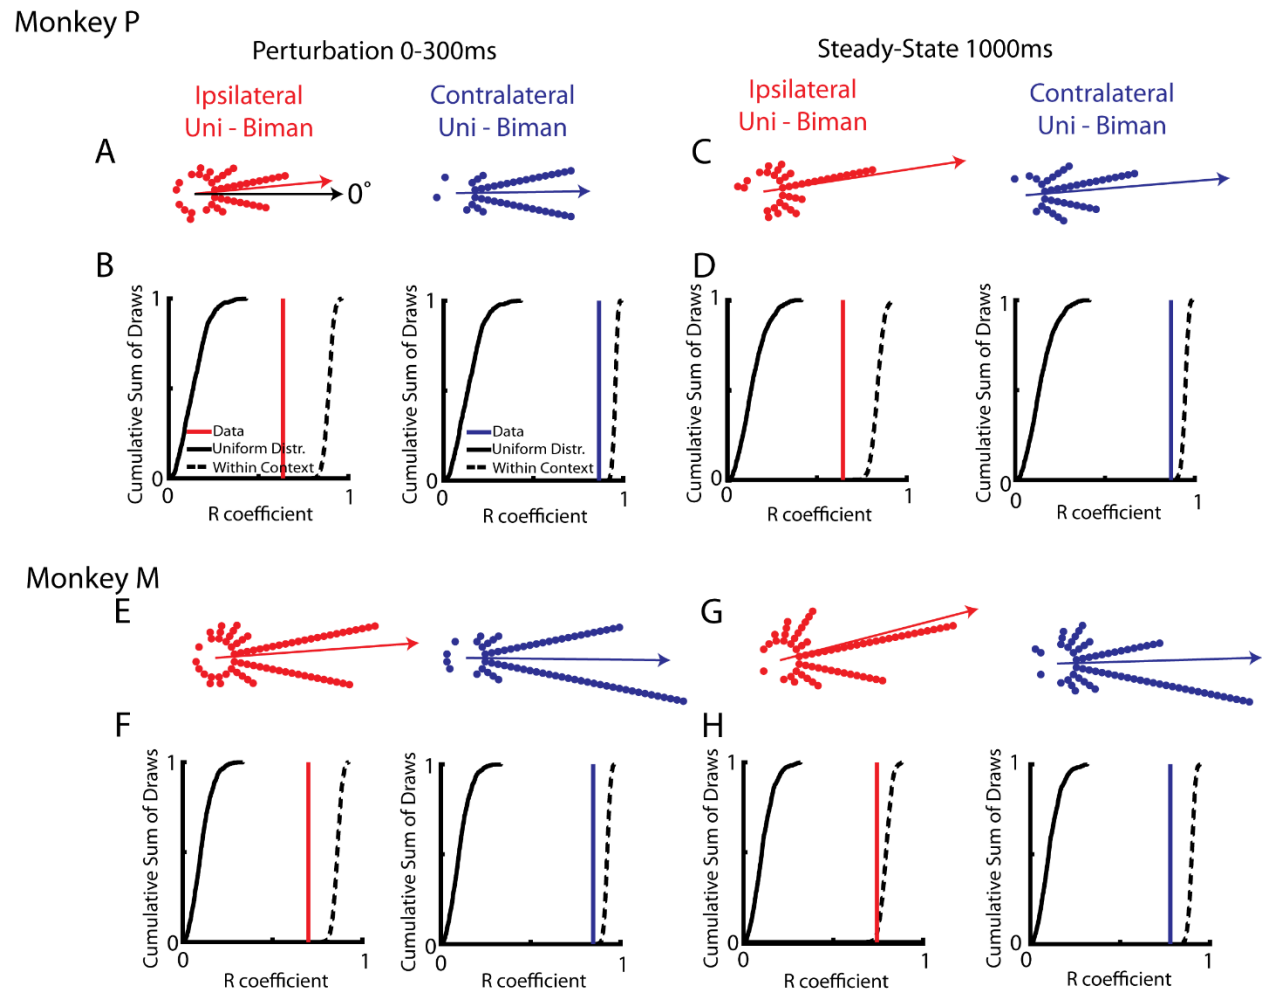 Monkey P
Perturbation 0-300ms
Steady-State 1000ms
Ipsilateral
Uni - Biman
Contralateral
Uni - Biman
Ipsilateral
Uni - Biman
Contralateral
Uni - Biman
A
0°
C
B
Cumulative Sum of Draws
1
0
Data
Uniform Distr.
Within Context
0
1
R coefficient
Cumulative Sum of Draws
1
0
Data
Uniform Distr.
Within Context
0
1
R coefficient
D
Cumulative Sum of Draws
1
0
0
1
R coefficient
Cumulative Sum of Draws
1
0
0
1
R coefficient
Monkey M
E
G
F
Cumulative Sum of Draws
1
0
0
1
R coefficient
Cumulative Sum of Draws
1
0
0
1
R coefficient
H
Cumulative Sum of Draws
1
0
0
1
R coefficient
Cumulative Sum of Draws
1
0
0
1
R coefficient